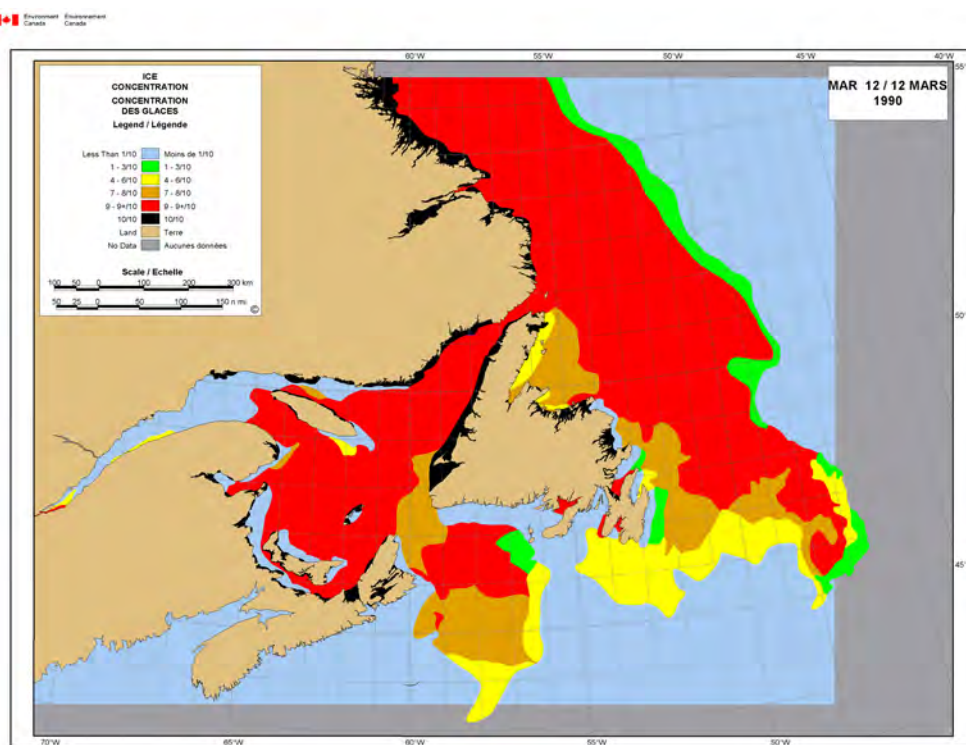 Environment Environnement
Canada Canada
60°W 55°W 50°W 45°W 40°W
55°
ICE
CONCENTRATION
CONCENTRATION
DES GLACES
Legend / Légende
Less Than 1/10 Moins de 1/10
1 - 3/10 1 - 3/10
4 - 6/10 4 - 6/10
7 - 8/10 7 - 8/10
9 - 9+/10 9 - 9+/10
10/10 10/10
Land Terre
No Data Aucunes données
Scale / Echelle
100 50 0 100 200 300 km
50 25 0 50 100 150 n mi
©
MAR 12 / 12 MARS
1990
50°
45°
70°W 65°W 60°W 55°W 50°W